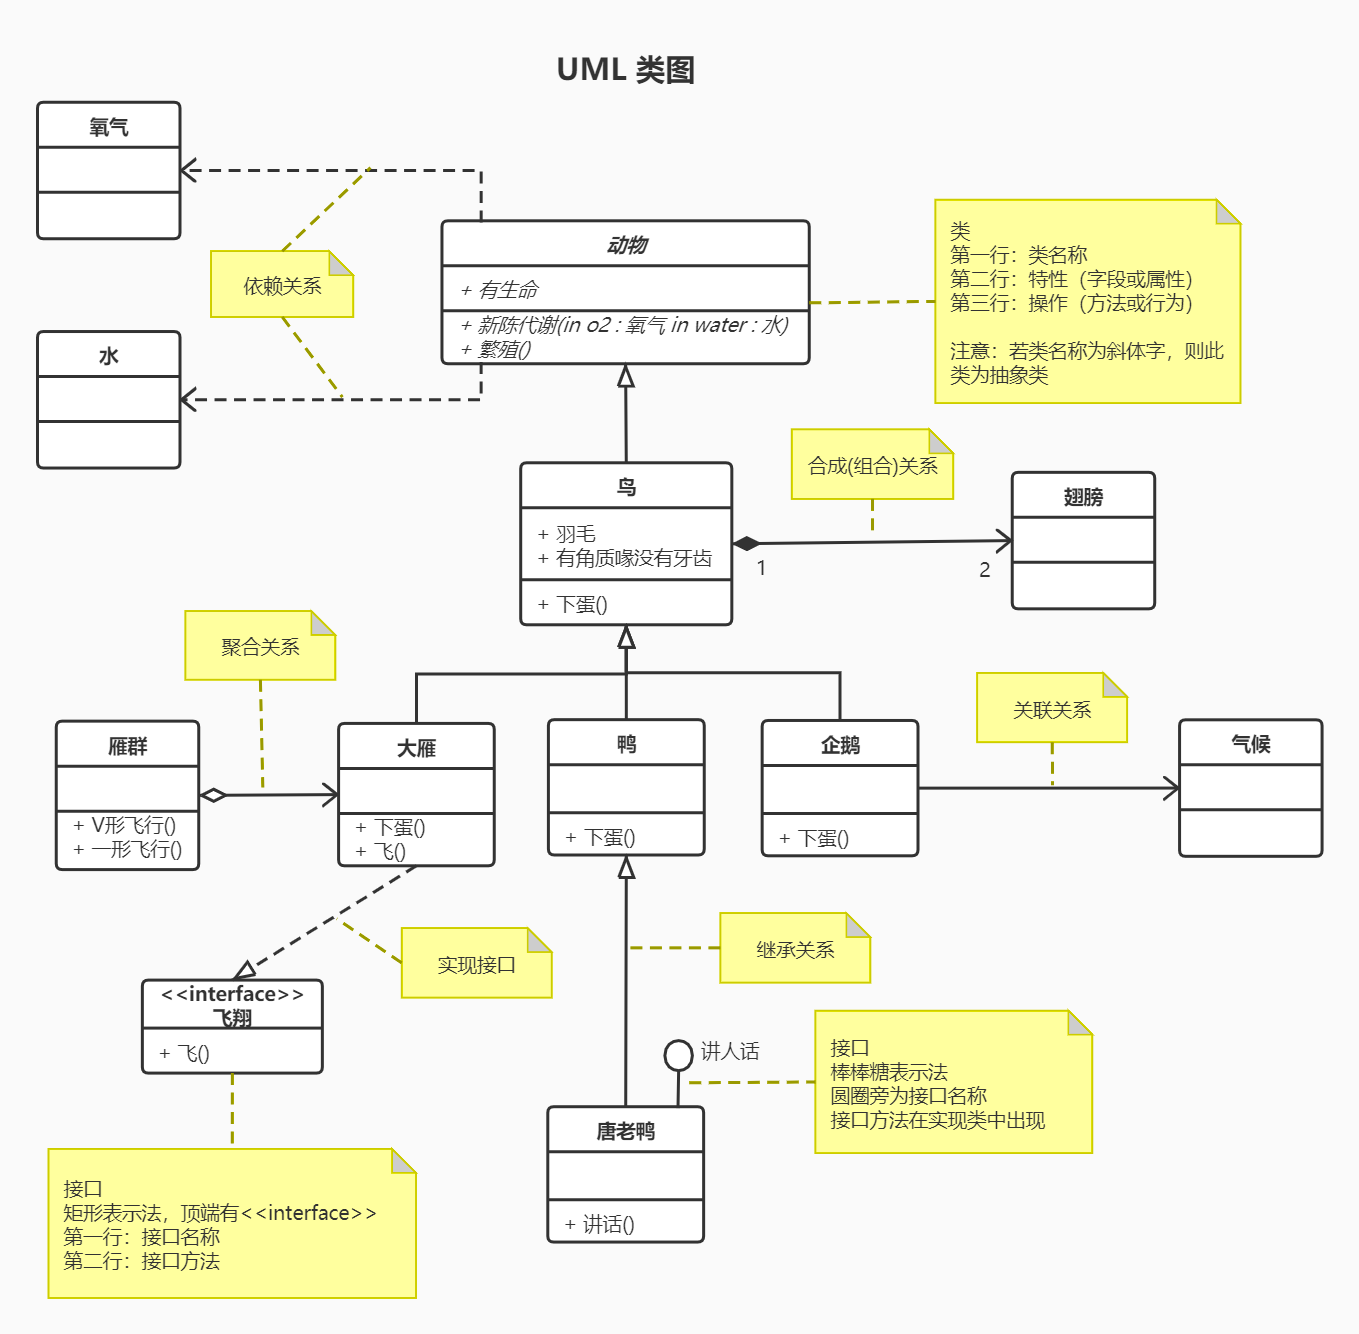 UML 类图
氧气
类
第一行：类名称
第二行：特性（字段或属性）
第三行：操作（方法或行为）
注意：若类名称为斜体字，则此
类为抽象类
动物
+ 有生命
+ 新陈代谢(in o2 : 氧气 in water : 水)
+ 繁殖()
依赖关系
水
合成(组合)关系
鸟
+ 羽毛
+ 有角质喙没有牙齿
+ 下蛋()
1
2
翅膀
聚合关系
关联关系
雁群
+ V形飞行()
+ 一形飞行()
大雁
+ 下蛋()
+ 飞()
鸭
+ 下蛋()
企鹅
+ 下蛋()
气候
实现接口
继承关系
<<interface>>
飞翔
+ 飞()
讲人话
接口
棒棒糖表示法
圆圈旁为接口名称
接口方法在实现类中出现
唐老鸭
+ 讲话()
接口
矩形表示法，顶端有<<interface>>
第一行：接口名称
第二行：接口方法